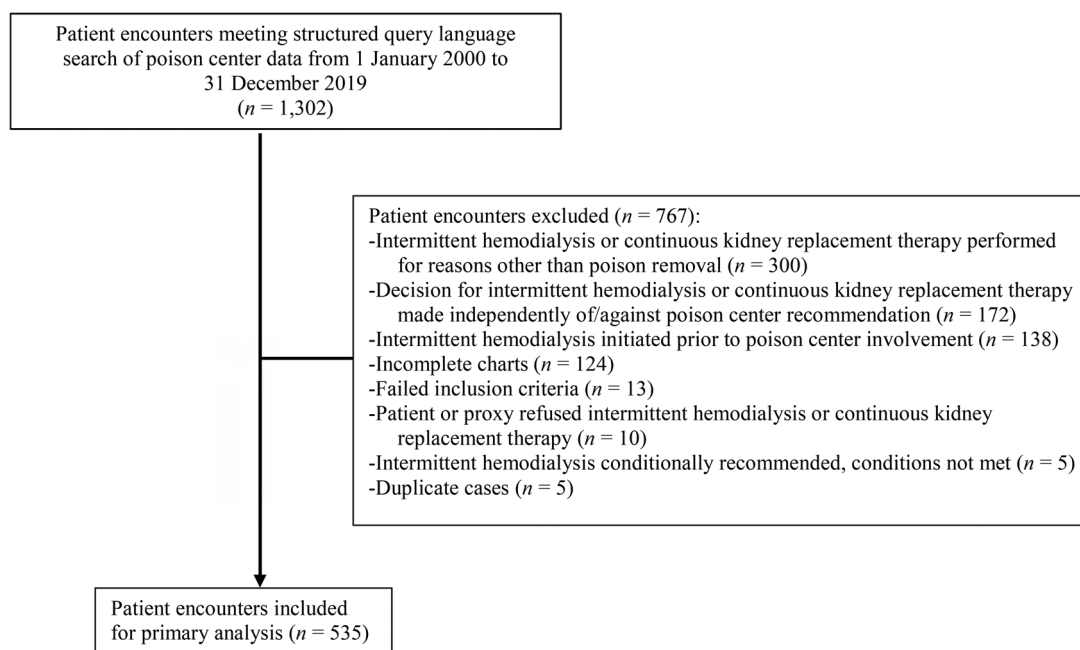 Patient encounters meeting structured query language
search of poison center data from 1 January 2000 to
31 December 2019
(n = 1,302)
Patient encounters excluded (n = 767):
-Intermittent hemodialysis or continuous kidney replacement therapy performed
for reasons other than poison removal (n = 300)
-Decision for intermittent hemodialysis or continuous kidney replacement therapy
made independently of/against poison center recommendation (n = 172)
-Intermittent hemodialysis initiated prior to poison center involvement (n = 138)
-Incomplete charts (n = 124)
-Failed inclusion criteria (n = 13)
-Patient or proxy refused intermittent hemodialysis or continuous kidney
replacement therapy (n = 10)
-Intermittent hemodialysis conditionally recommended, conditions not met (n = 5)
-Duplicate cases (n = 5)
Patient encounters included
for primary analysis (n = 535)